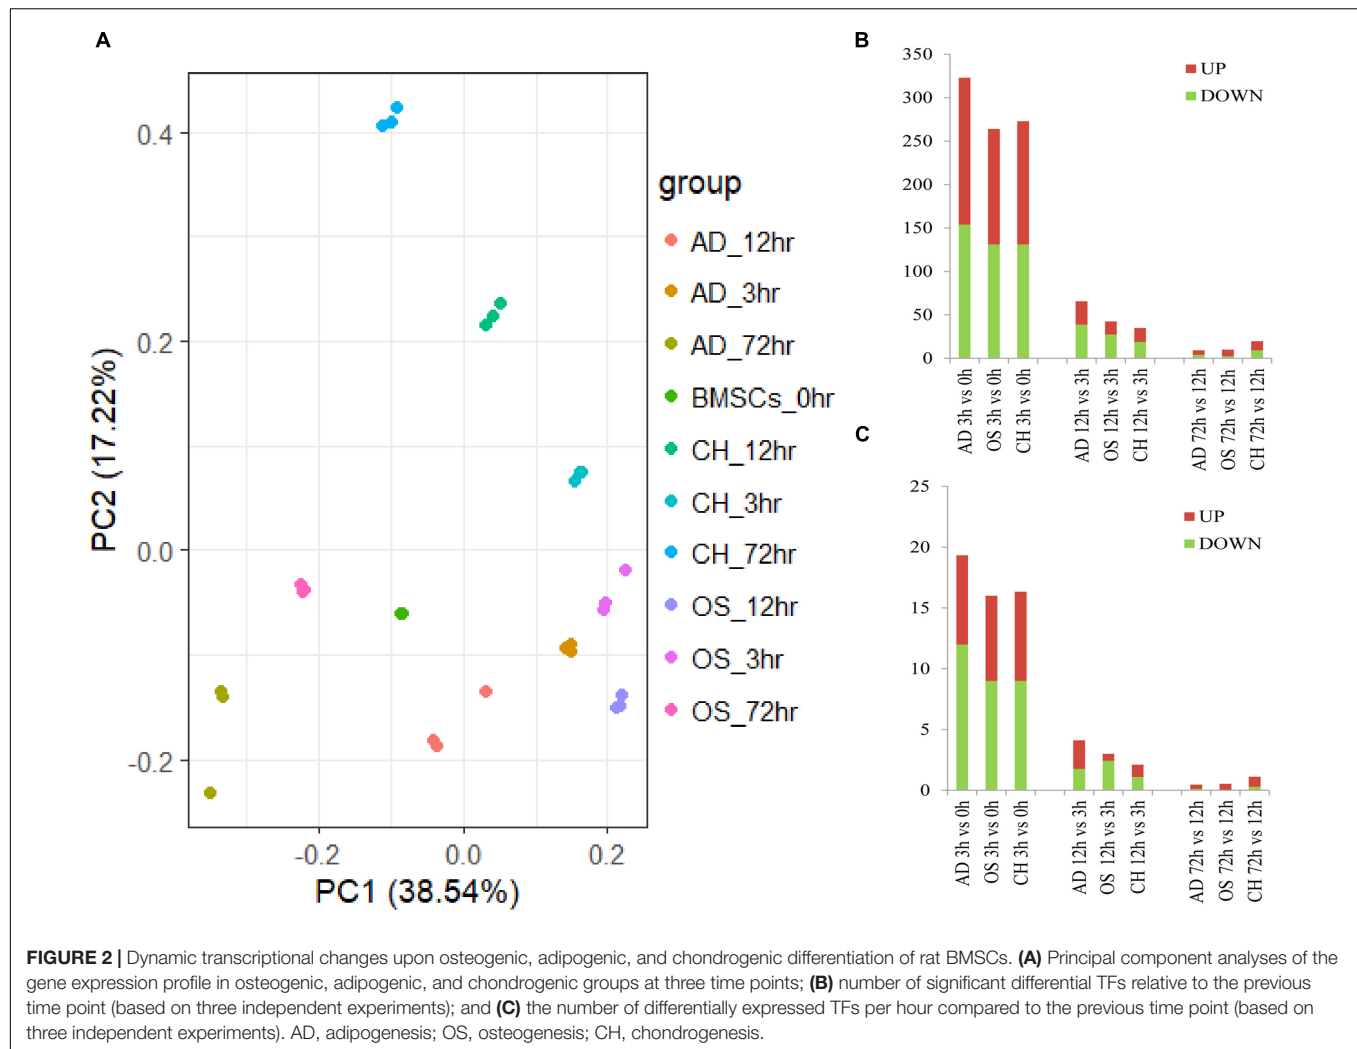 A
0.4
0.2
0.0
-0.2
-0.2
0.0
0.2
PC2 (17.22%)
PC1 (38.54%)
group
AD_12hr
AD_3hr
AD_72hr
BMSCs_0hr
CH_12hr
CH_3hr
CH_72hr
OS_12hr
OS_3hr
OS_72hr
B
350
300
250
200
150
100
50
0
UP
DOWN
AD 3h vs 0h
OS 3h vs 0h
CH 3h vs 0h
AD 12h vs 3h
OS 12h vs 3h
CH 12h vs 3h
AD 72h vs 12h
OS 72h vs 12h
CH 72h vs 12h
C
25
20
15
10
5
0
UP
DOWN
AD 3h vs 0h
OS 3h vs 0h
CH 3h vs 0h
AD 12h vs 3h
OS 12h vs 3h
CH 12h vs 3h
AD 72h vs 12h
OS 72h vs 12h
CH 72h vs 12h
FIGURE 2 | Dynamic transcriptional changes upon osteogenic, adipogenic, and chondrogenic differentiation of rat BMSCs. (A) Principal component analyses of the
gene expression profile in osteogenic, adipogenic, and chondrogenic groups at three time points; (B) number of significant differential TFs relative to the previous
time point (based on three independent experiments); and (C) the number of differentially expressed TFs per hour compared to the previous time point (based on
three independent experiments). AD, adipogenesis; OS, osteogenesis; CH, chondrogenesis.